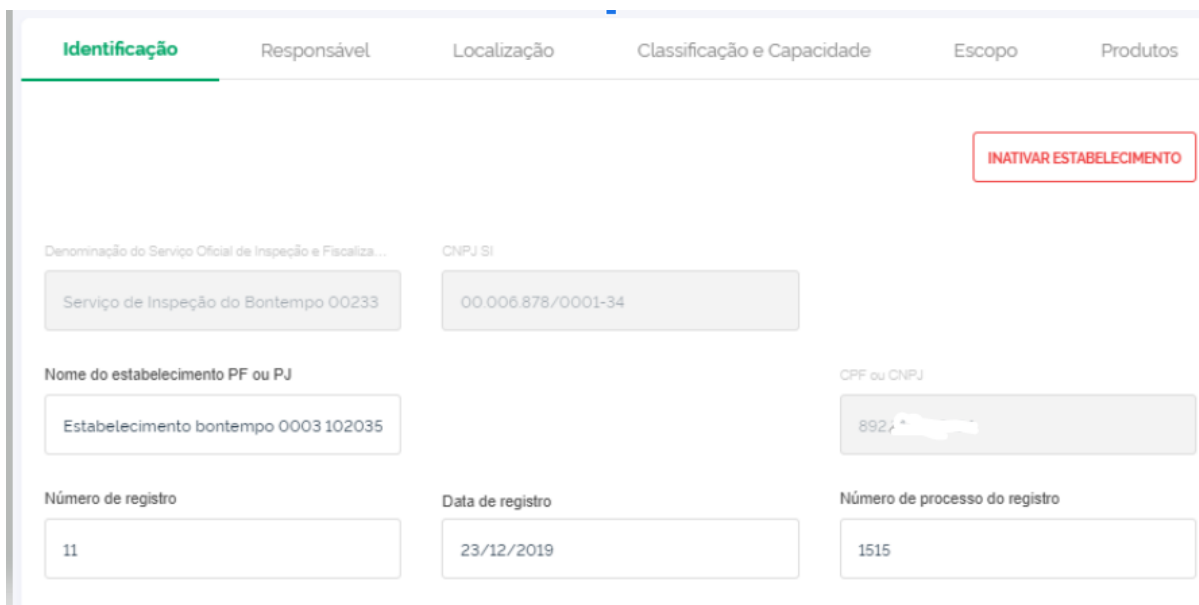 Identificação Responsável Localização Classificação e Capacidade Escopo Produtos
INATIVAR ESTABELECIMENTO
Denominação do Serviço Oficial de Inspeção e Fiscaliza... CNPJ SI
Serviço de Inspeção do Bontempo 00233 00.006.878/0001-34
Nome do estabelecimento PF ou PJ CPF ou CNPJ
Estabelecimento bontempo 0003 102035 892
Número de registro Data de registro Número de processo do registro
11 23/12/2019 1515